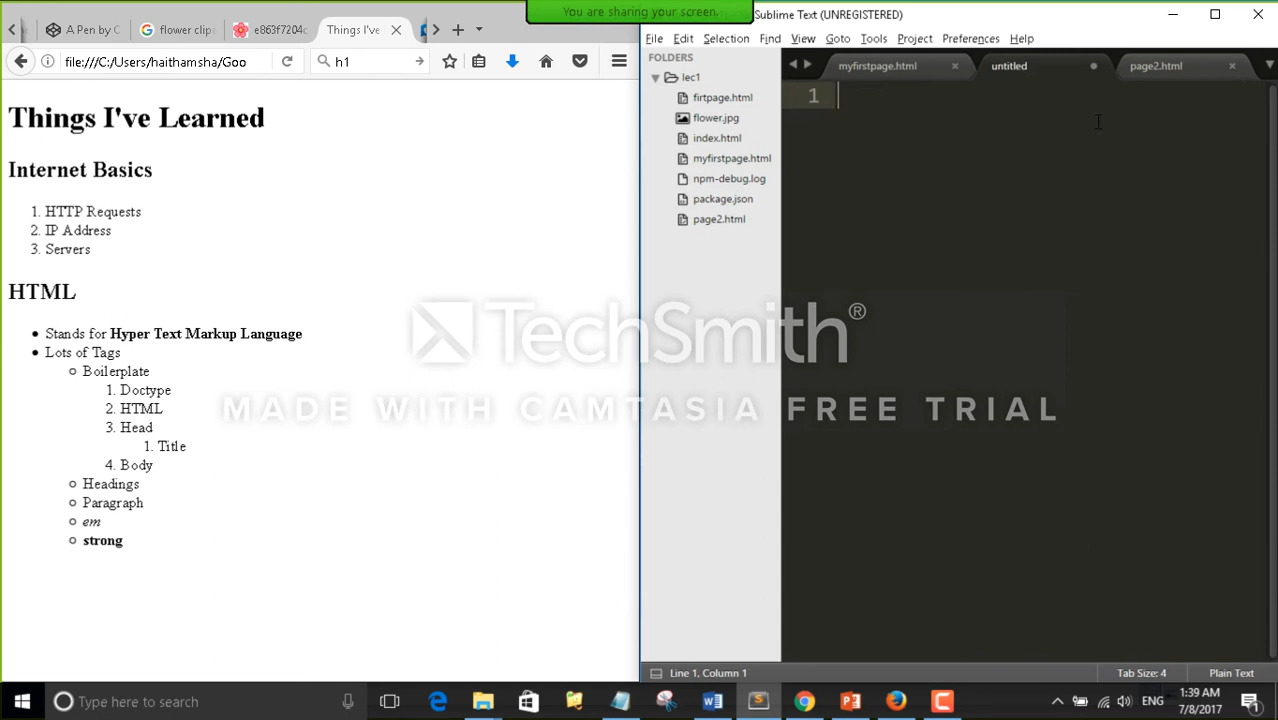 You are sharing your screen.
A Pen by C
flower clip
e863f7204c
Things I've
Sublime Text (UNREGISTERED)
file:///C:/Users/haithamsha/Goo
h1
File Edit Selection Find View Goto Tools Project Preferences Help
FOLDERS
lec1
firtpage.html
flower.jpg
index.html
myfirstpage.html
npm-debug.log
package.json
page2.html
myfirstpage.html
untitled
page2.html
1
Things I've Learned
Internet Basics
1. HTTP Requests
2. IP Address
3. Servers
HTML
Stands for Hyper Text Markup Language
Lots of Tags
Boilerplate
1. Doctype
2. HTML
3. Head
1. Title
4. Body
Headings
Paragraph
em
strong
TechSmith®
MADE WITH CAMTASIA FREE TRIAL
Line 1, Column 1
Tab Size: 4
Plain Text
Type here to search
ENG
1:39 AM
7/8/2017
1